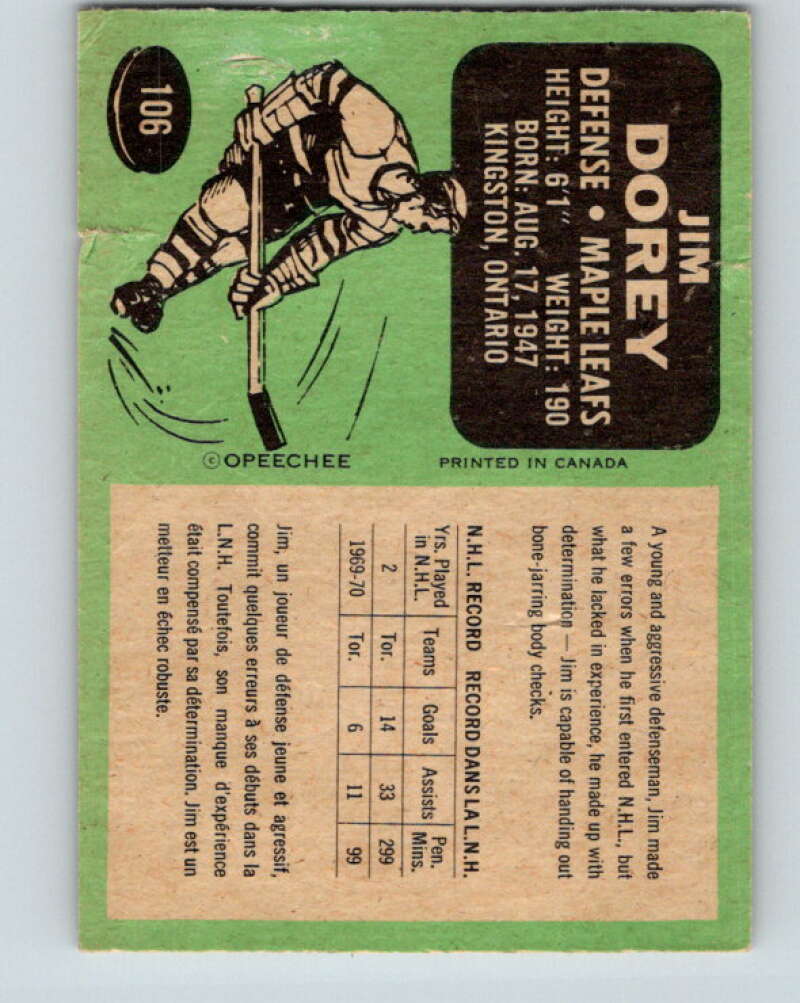 106
JIM
DOREY
DEFENSE • MAPLE LEAFS
HEIGHT: 6'1" WEIGHT: 190
BORN: AUG. 17, 1947
KINGSTON, ONTARIO
©OPEECHEE
PRINTED IN CANADA
A young and aggressive defenseman, Jim made
a few errors when he first entered N.H.L., but
what he lacked in experience, he made up with
determination — Jim is capable of handing out
bone-jarring body checks.
N.H.L. RECORD RECORD DANS LA L.N.H.
Yrs. Played in N.H.L. Teams Goals Assists Pen. Mins.
2 Tor. 14 33 299
1969-70 Tor. 6 11 99
Jim, un joueur de défense jeune et agressif,
commit quelques erreurs à ses débuts dans la
L.N.H. Toutefois, son manque d'expérience
était compensé par sa détermination. Jim est un
metteur en échec robuste.